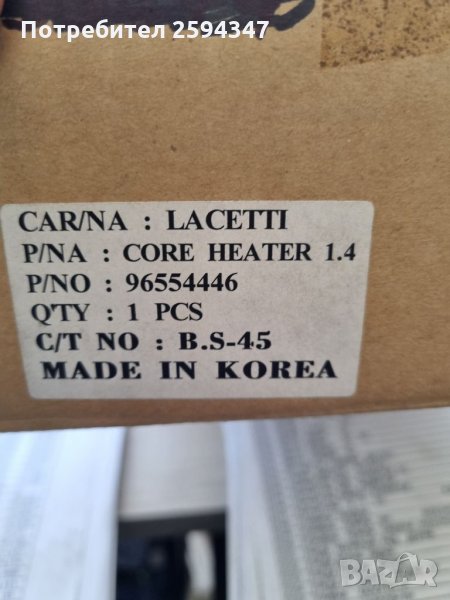 Потребител 2594347
CAR/NA : LACETTI
P/NA : CORE HEATER 1.4
P/NO : 96554446
QTY : 1 PCS
C/T NO : B.S-45
MADE IN KOREA
BAZAR